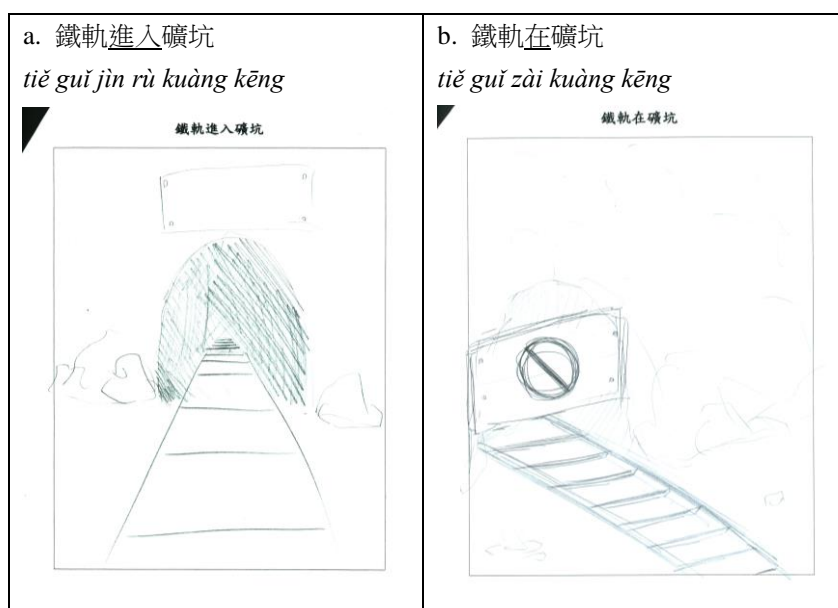 a. 鐵軌進入礦坑
tiě guǐ jìn rù kuàng kēng
鐵軌進入礦坑
b. 鐵軌在礦坑
tiě guǐ zài kuàng kēng
鐵軌在礦坑